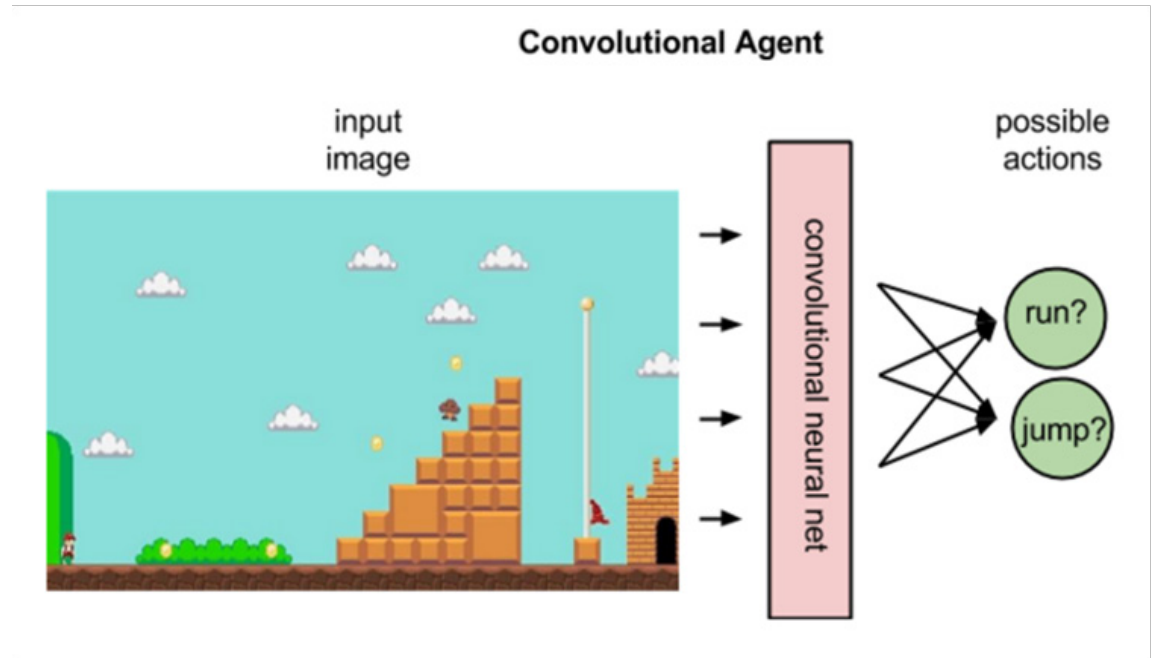 Convolutional Agent
input
image
possible
actions
convolutional neural net
run?
jump?